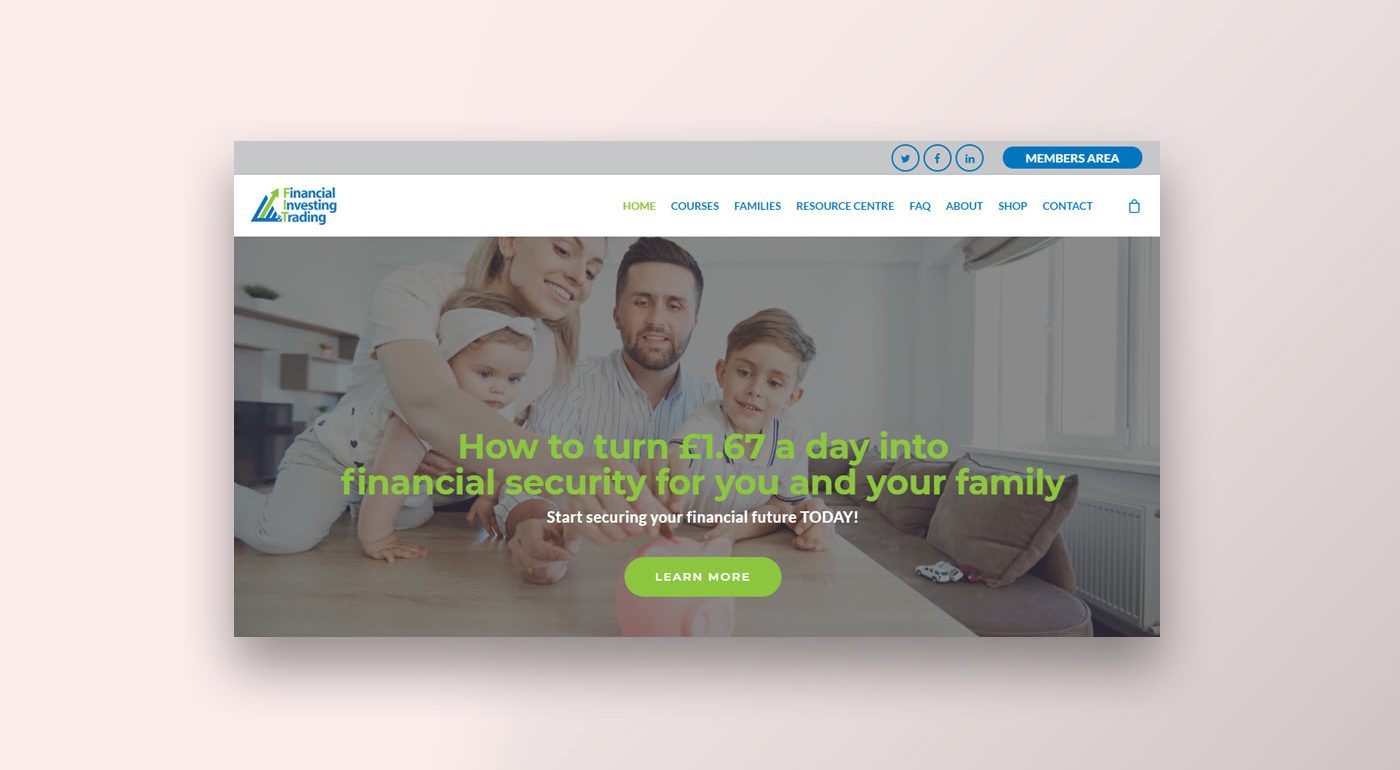 MEMBERS AREA
Financial
Investing
&Trading
HOME COURSES FAMILIES RESOURCE CENTRE FAQ ABOUT SHOP CONTACT
How to turn £1.67 a day into
financial security for you and your family
Start securing your financial future TODAY!
LEARN MORE